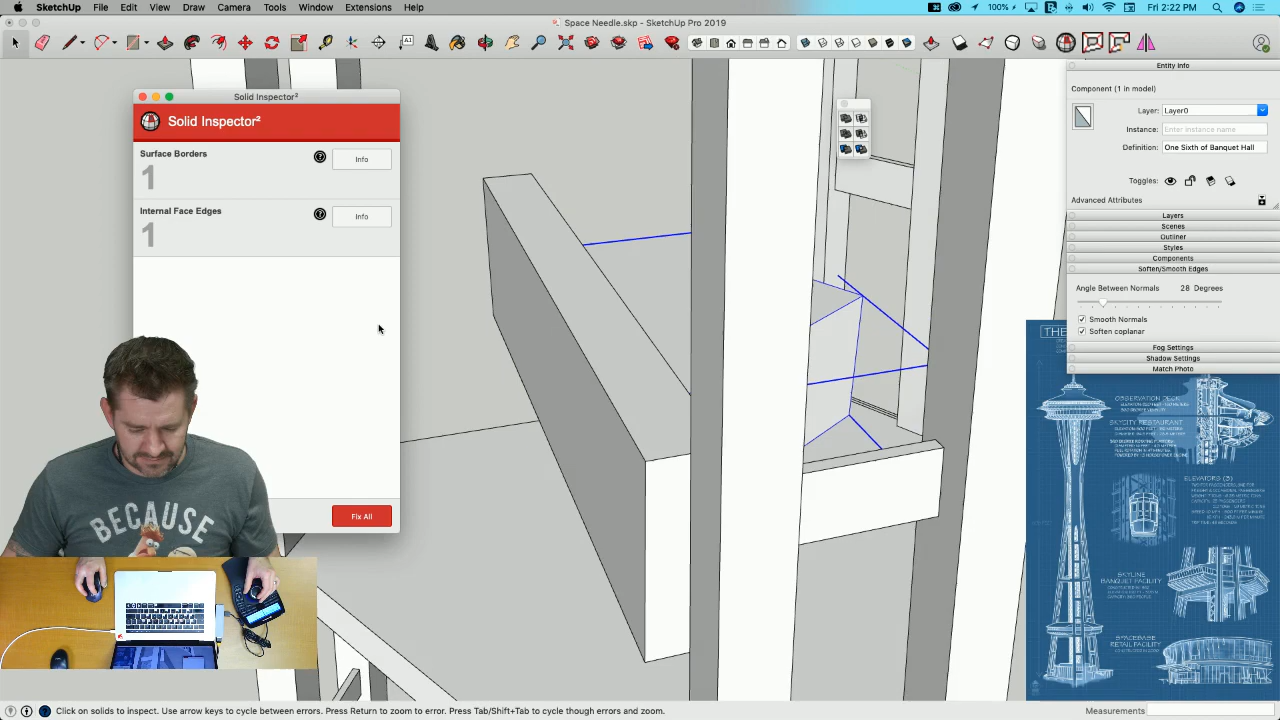 SketchUp File Edit View Camera Draw Tools Window Extensions Help 100% Fri 2:22 PM
Space Needle.skp - SketchUp Pro 2019
Entity Info
Component (1 in model)
Layer: Layer0
Instance: Enter instance name
Definition: One Sixth of Banquet Hall
Toggles:
Advanced Attributes
Layers
Scenes
Outliner
Styles
Components
Soften/Smooth Edges
Angle Between Normals 28 Degrees
Smooth Normals
Soften coplanar
Fog Settings
Shadow Settings
Match Photo
Solid Inspector²
Solid Inspector²
Surface Borders
1
Info
Internal Face Edges
1
Info
Fix All
BECAUSE
THE
OBSERVATION DECK
SKYCITY RESTAURANT
ELEVATORS (3)
SKYLINE
BANQUET FACILITY
SPACEBASE
RETAIL FACILITY
Click on solids to inspect. Use arrow keys to cycle between errors. Press Return to zoom to error. Press Tab/Shift+Tab to cycle though errors and zoom.
Measurements